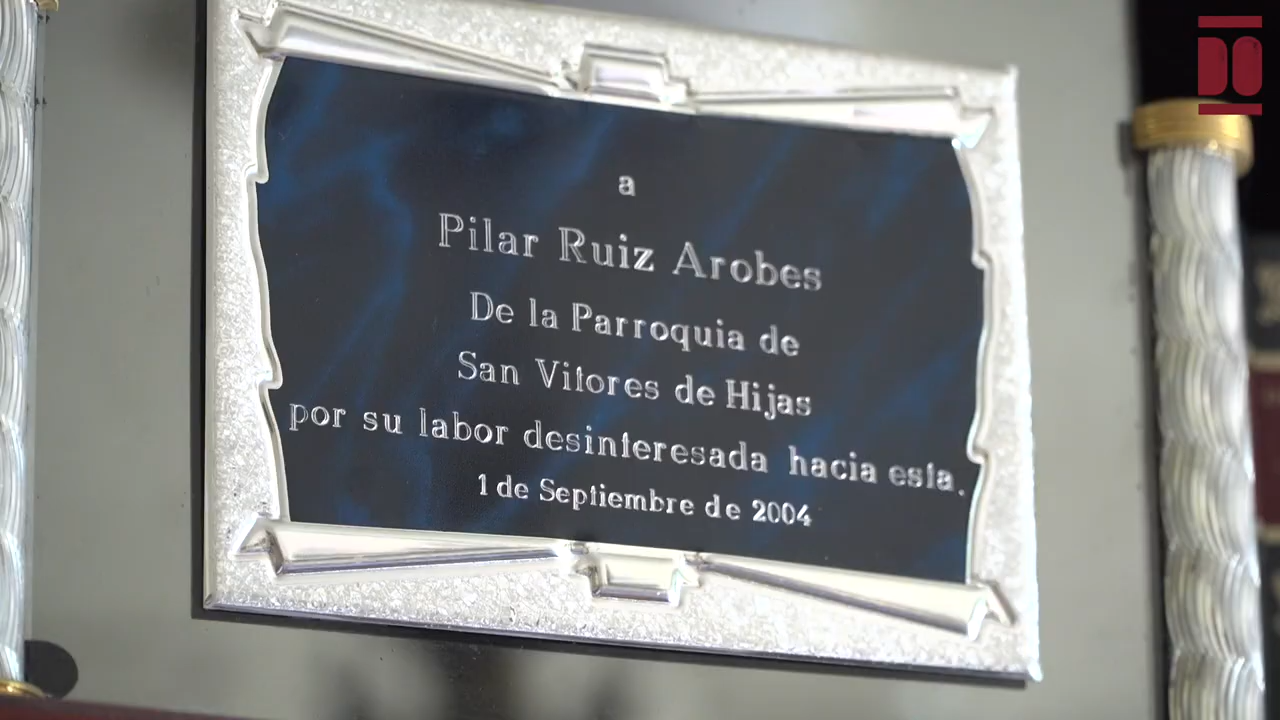 DO
a
Pilar Ruiz Arobes
De la Parroquia de
San Vitores de Hijas
por su labor desinteresada hacia esta.
1 de Septiembre de 2004